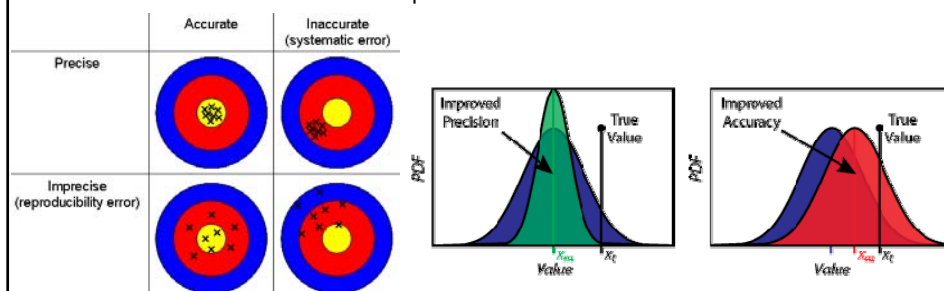 Accurate
Inaccurate
(systematic error)
Precise
Imprecise
(reproducibility error)
Improved
Precision
True
Value
PDF
Value
Improved
Accuracy
True
Value
PDF
Value